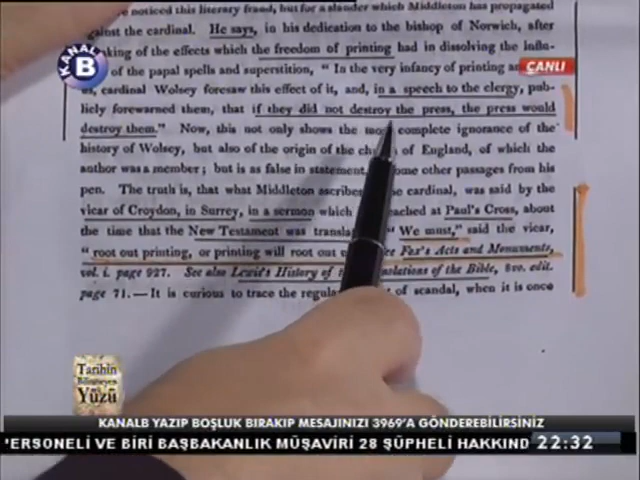 noticed this literary fraud, but for a slander which Middleton has propagated
against the cardinal. He says, in his dedication to the bishop of Norwich, after
king of the effects which the freedom of printing had in dissolving the influ-
of the papal spells and superstition, " In the very infancy of printing
cardinal Wolsey foresaw this effect of it, and, in a speech to the clergy, pub-
licly forewarned them, that if they did not destroy the press, the press would
destroy them." Now, this not only shows the complete ignorance of the
history of Wolsey, but also of the origin of the of England, of which the
author was a member; but is as false in statement some other passages from his
pen. The truth is, that what Middleton cardinal, was said by the
vicar of Croydon, in Surrey, in a sermon which at Paul's Cross, about
the time that the New Testament was " We must," said the vicar,
" root out printing, or printing will root out Fox's Acts and Monuments,
vol. i. page 927. See also Lewis's History of of the Bible, 8vo. edit.
page 71.—It is curious to trace the of scandal, when it is once
KANAL B
CANLI
Tarihin
Bilinmeyen
Yüzü
KANALB YAZIP BOŞLUK BIRAKIP MESAJINIZI 3969'A GÖNDEREBİLİRSİNİZ
PERSONELİ VE BİRİ BAŞBAKANLIK MÜŞAVİRİ 28 ŞÜPHELİ HAKKIND 22:32